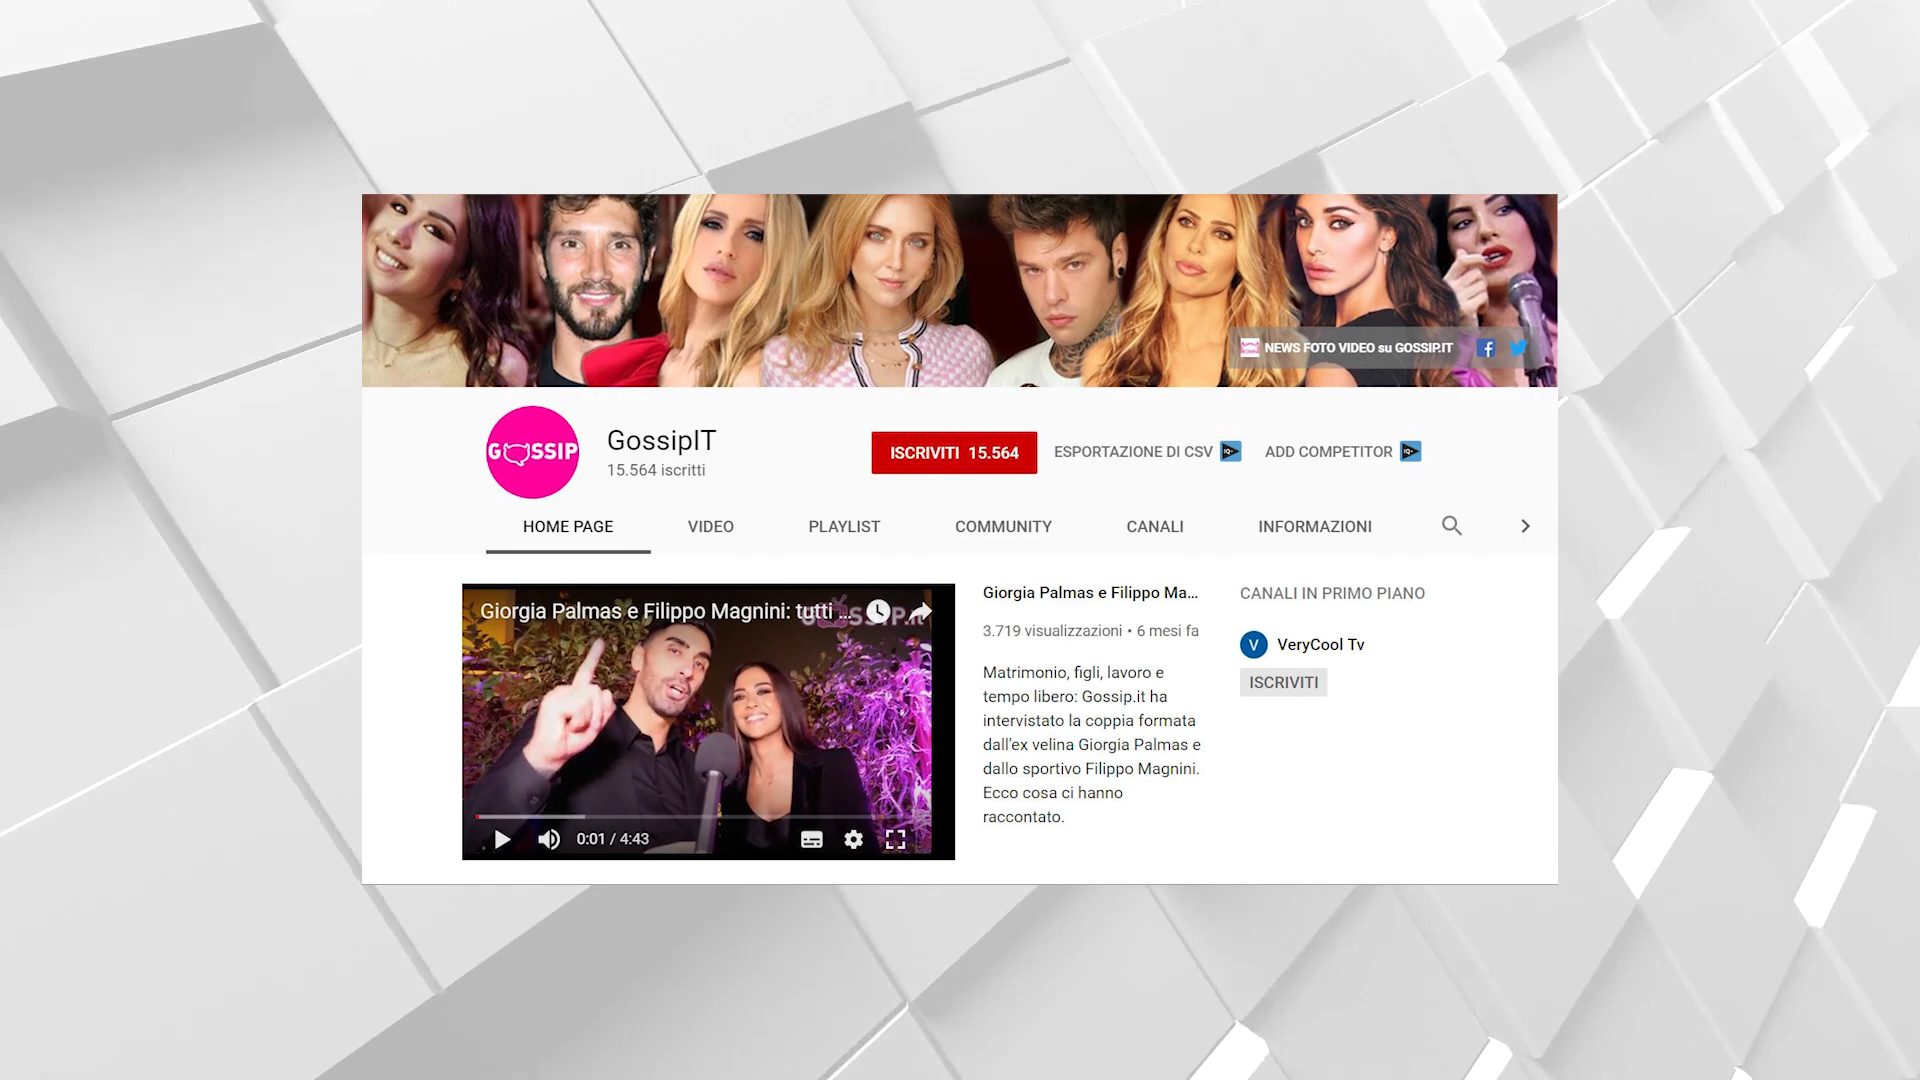 NEWS FOTO VIDEO su GOSSIP.IT
GOSSIP
GossipIT
15.564 iscritti
ISCRIVITI 15.564
ESPORTAZIONE DI CSV
ADD COMPETITOR
HOME PAGE
VIDEO
PLAYLIST
COMMUNITY
CANALI
INFORMAZIONI
Giorgia Palmas e Filippo Magnini: tutti ...
GOSSIP.it
0:01 / 4:43
Giorgia Palmas e Filippo Ma...
3.719 visualizzazioni • 6 mesi fa
Matrimonio, figli, lavoro e
tempo libero: Gossip.it ha
intervistato la coppia formata
dall'ex velina Giorgia Palmas e
dallo sportivo Filippo Magnini.
Ecco cosa ci hanno
raccontato.
CANALI IN PRIMO PIANO
V
VeryCool Tv
ISCRIVITI